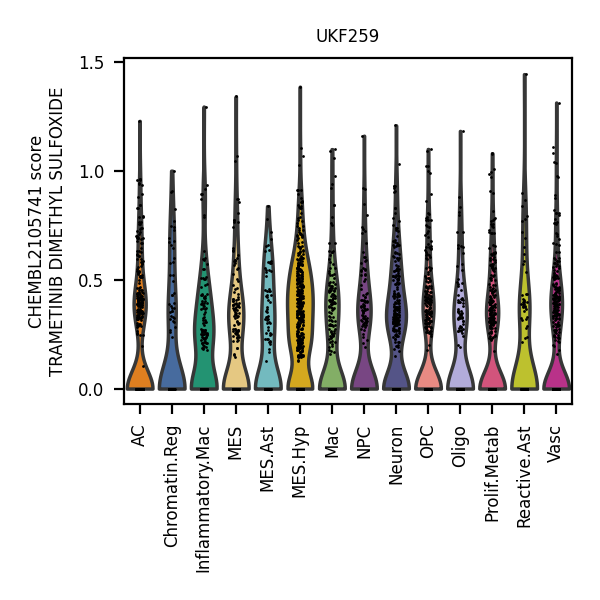 UKF259
CHEMBL2105741 score
TRAMETINIB DIMETHYL SULFOXIDE
1.5
1.0
0.5
0.0
AC
Chromatin.Reg
Inflammatory.Mac
MES
MES.Ast
MES.Hyp
Mac
NPC
Neuron
OPC
Oligo
Prolif.Metab
Reactive.Ast
Vasc